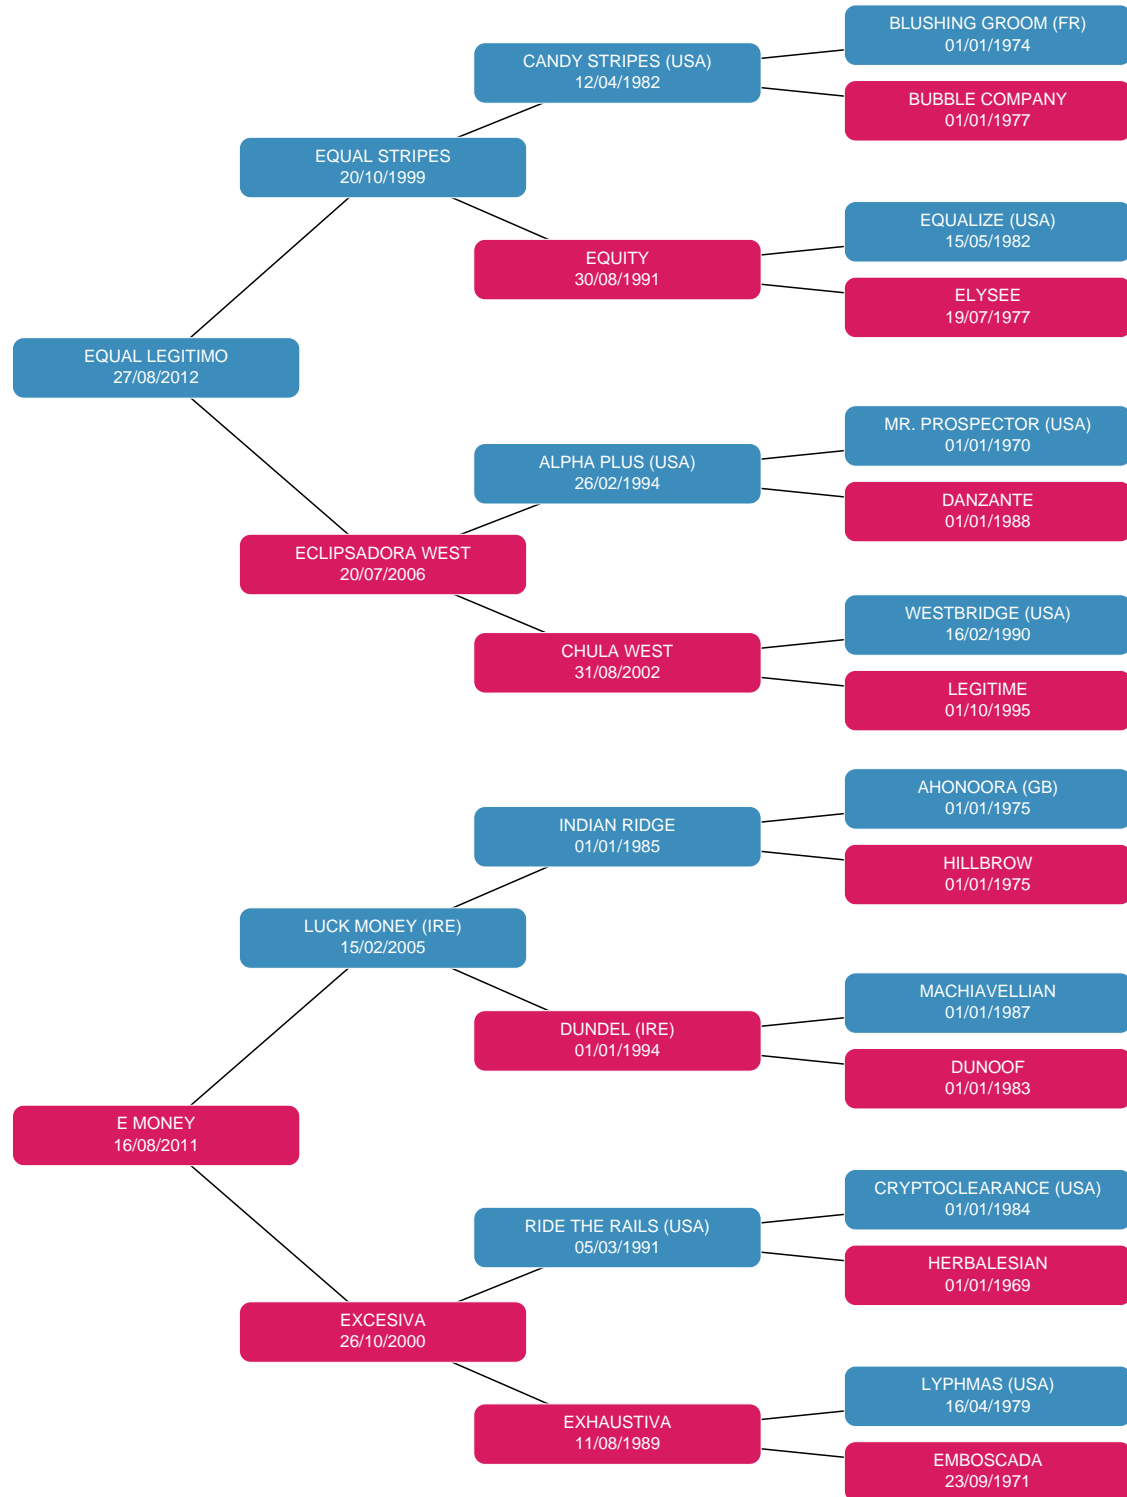 BLUSHING GROOM (FR)
01/01/1974
CANDY STRIPES (USA)
12/04/1982
BUBBLE COMPANY
01/01/1977
EQUAL STRIPES
20/10/1999
EQUALIZE (USA)
15/05/1982
EQUITY
30/08/1991
ELYSEE
19/07/1977
EQUAL LEGITIMO
27/08/2012
MR. PROSPECTOR (USA)
01/01/1970
ALPHA PLUS (USA)
26/02/1994
DANZANTE
01/01/1988
ECLIPSADORA WEST
20/07/2006
WESTBRIDGE (USA)
16/02/1990
CHULA WEST
31/08/2002
LEGITIME
01/10/1995
AHONOORA (GB)
01/01/1975
INDIAN RIDGE
01/01/1985
HILLBROW
01/01/1975
LUCK MONEY (IRE)
15/02/2005
MACHIAVELLIAN
01/01/1987
DUNDEL (IRE)
01/01/1994
DUNOOF
01/01/1983
E MONEY
16/08/2011
CRYPTOCLEARANCE (USA)
01/01/1984
RIDE THE RAILS (USA)
05/03/1991
HERBALESIAN
01/01/1969
EXCESIVA
26/10/2000
LYPHMAS (USA)
16/04/1979
EXHAUSTIVA
11/08/1989
EMBOSCADA
23/09/1971